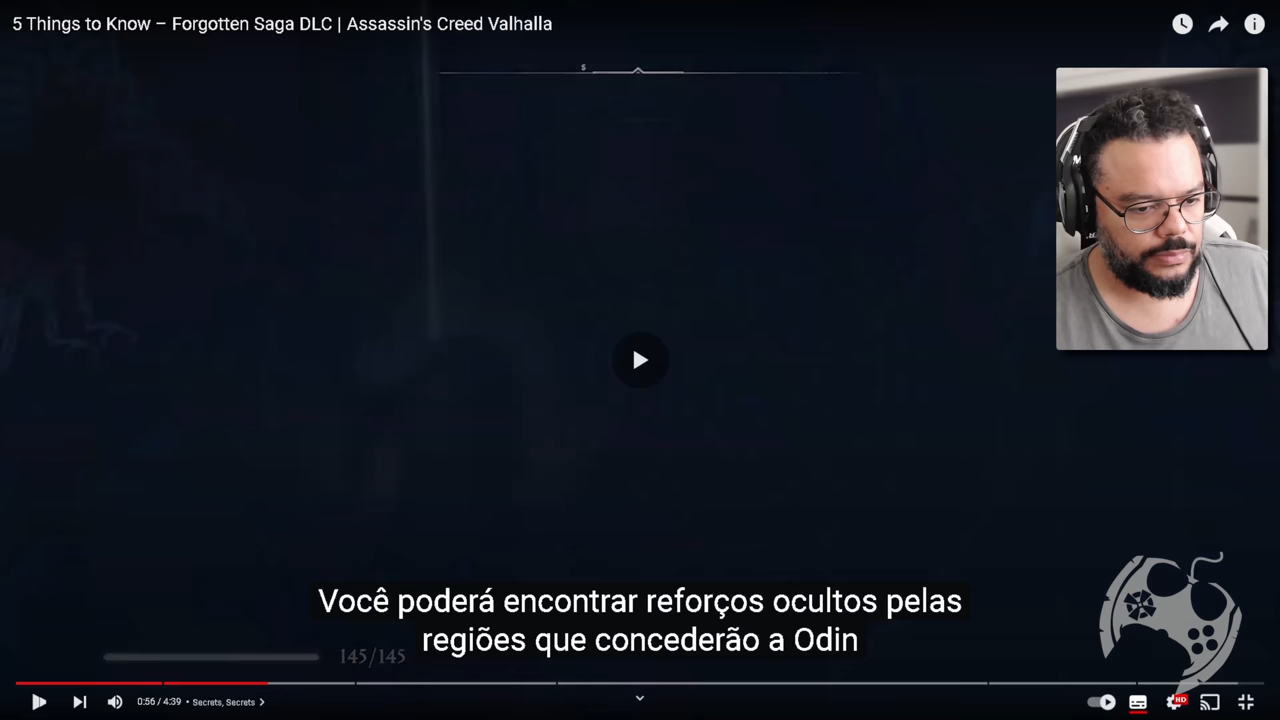 5 Things to Know – Forgotten Saga DLC | Assassin's Creed Valhalla
S
Você poderá encontrar reforços ocultos pelas
regiões que concederão a Odin
145/145
0:56 / 4:39 • Secrets, Secrets >
HD